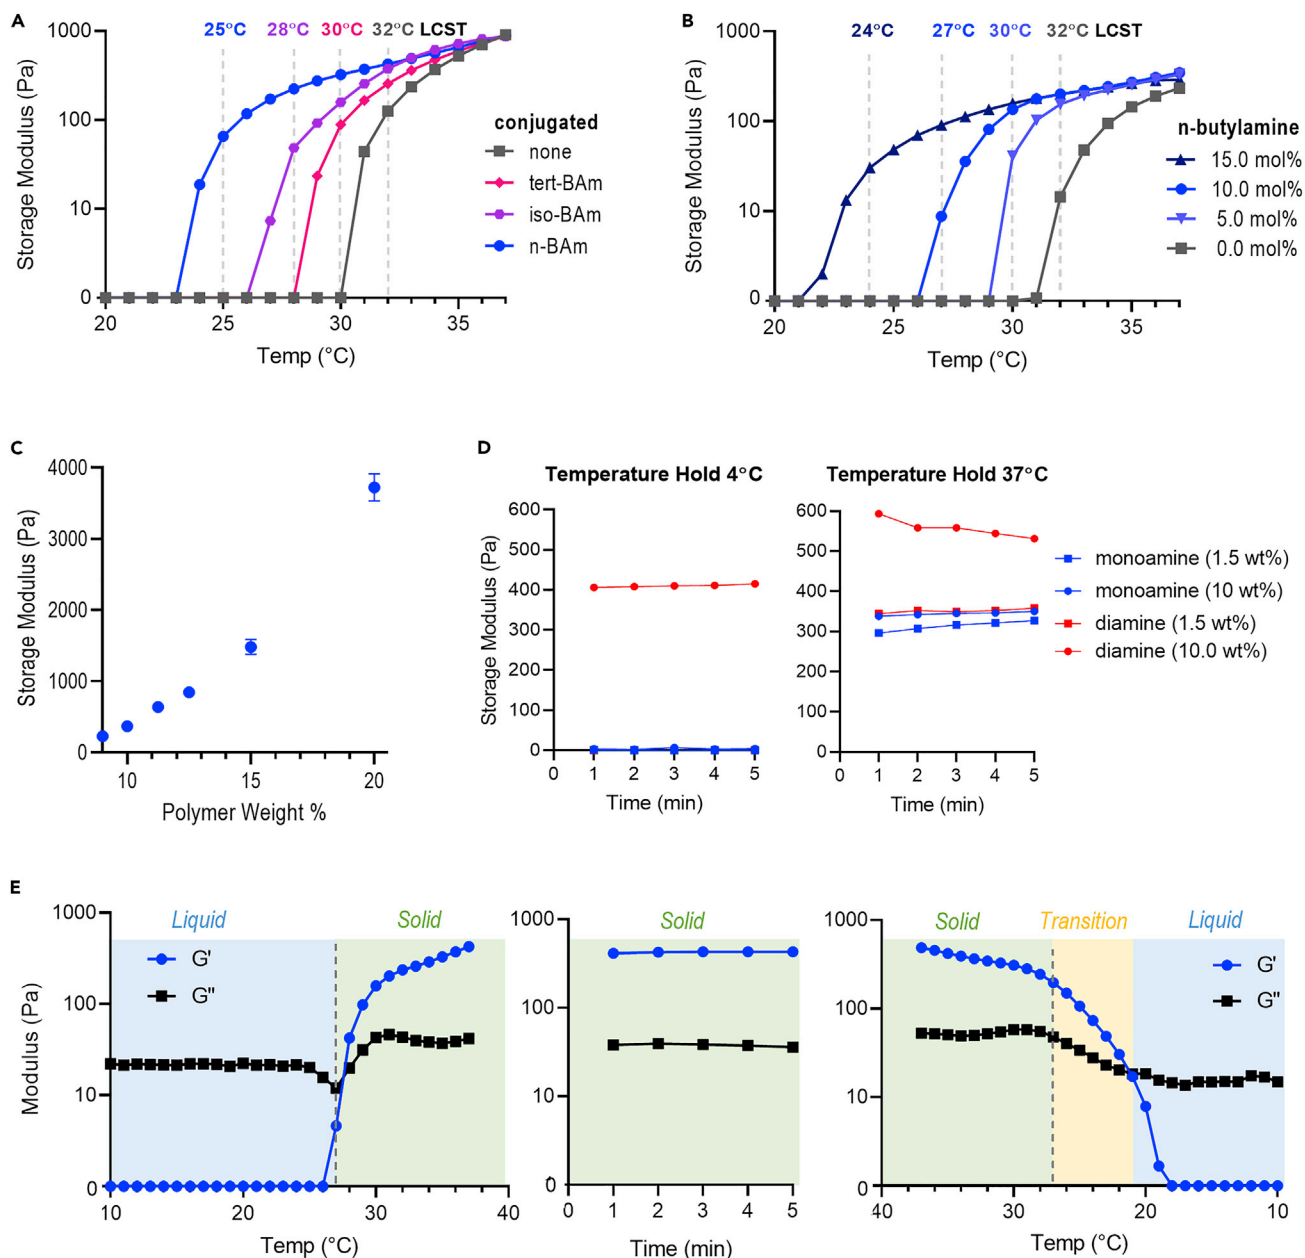 A
25°C 28°C 30°C 32°C LCST
1000
100
10
0
Storage Modulus (Pa)
20 25 30 35
Temp (°C)
conjugated
none
tert-BAm
iso-BAm
n-BAm
B
24°C 27°C 30°C 32°C LCST
1000
100
10
0
Storage Modulus (Pa)
20 25 30 35
Temp (°C)
n-butylamine
15.0 mol%
10.0 mol%
5.0 mol%
0.0 mol%
C
4000
3000
2000
1000
0
Storage Modulus (Pa)
10 15 20
Polymer Weight %
D
Temperature Hold 4°C
600
500
400
300
200
100
0
Storage Modulus (Pa)
0 1 2 3 4 5
Time (min)
Temperature Hold 37°C
600
500
400
300
200
100
0
0 1 2 3 4 5
Time (min)
monoamine (1.5 wt%)
monoamine (10 wt%)
diamine (1.5 wt%)
diamine (10.0 wt%)
E
Liquid Solid
1000
100
10
0
Modulus (Pa)
G'
G"
10 20 30 40
Temp (°C)
Solid
1000
100
10
0
0 1 2 3 4 5
Time (min)
Solid Transition Liquid
1000
100
10
0
G'
G"
40 30 20 10
Temp (°C)